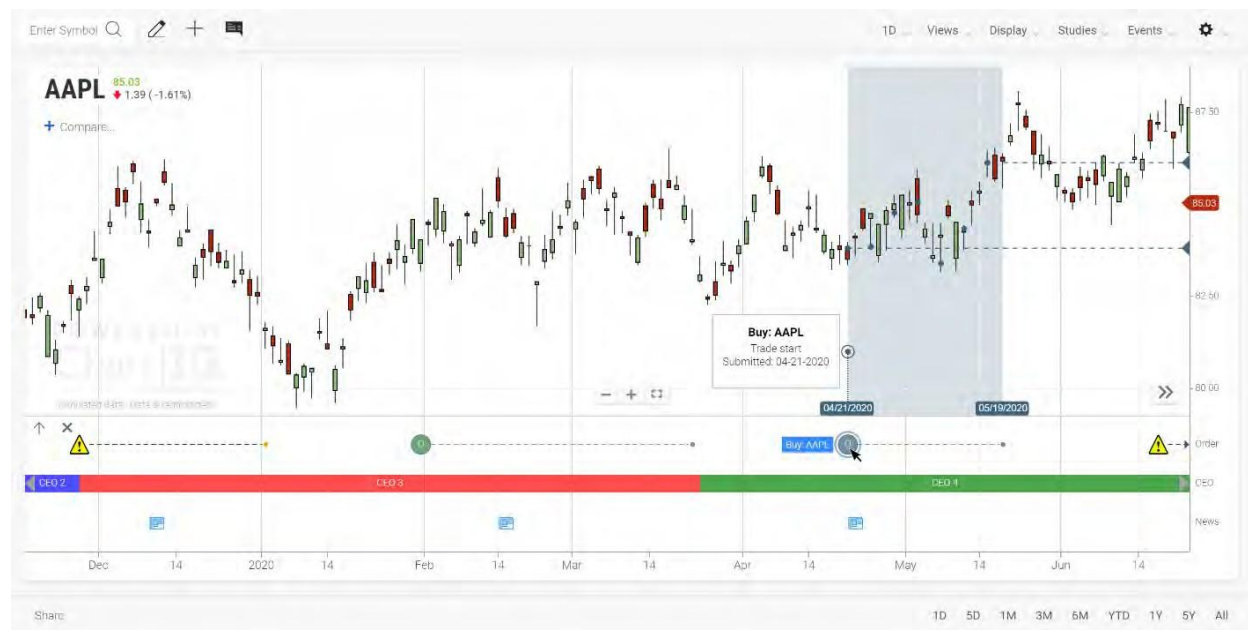 Enter Symbol
1D Views Display Studies Events
AAPL 85.03
1.39 (-1.61%)
+ Compare...
87.50
85.03
82.50
80.00
Buy: AAPL
Trade start
Submitted: 04-21-2020
04/21/2020 05/19/2020
Buy: AAPL
Order
CEO 2 CEO 3 CEO 4 CEO
News
Dec 14 2020 14 Feb 14 Mar 14 Apr 14 May 14 Jun 14
Share 1D 5D 1M 3M 6M YTD 1Y 5Y All